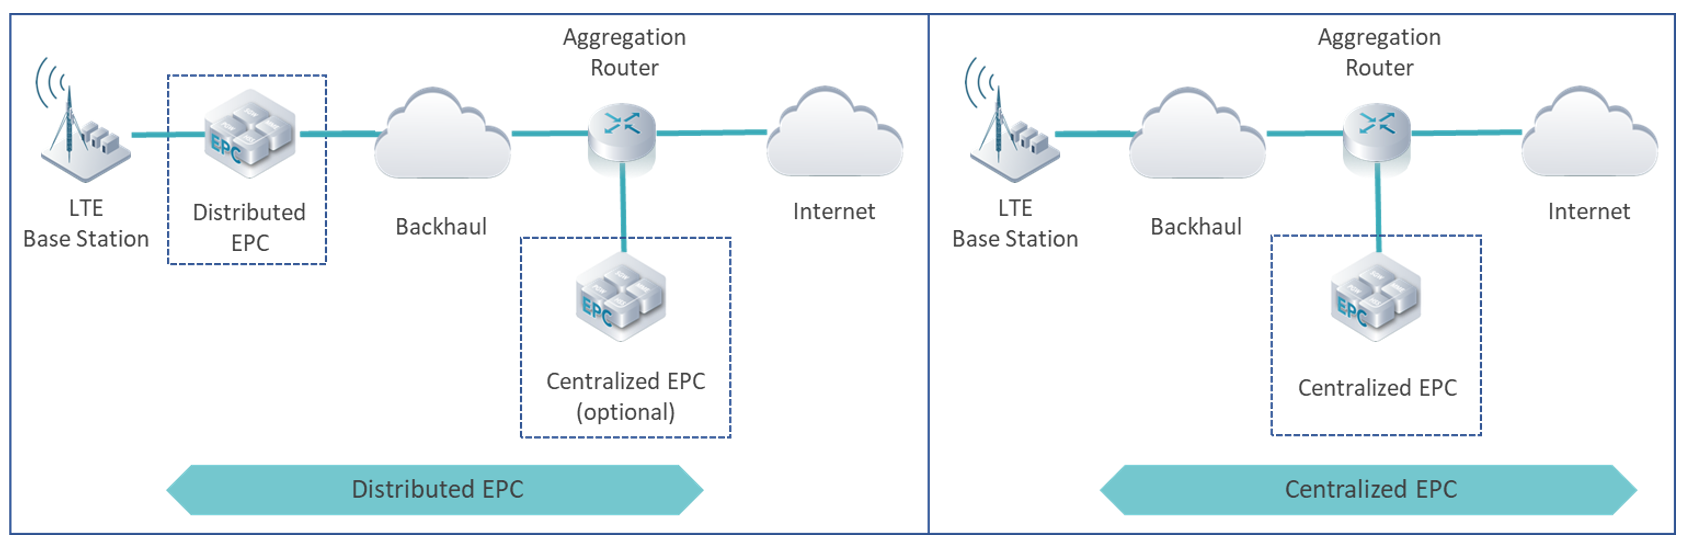 Aggregation
Router
LTE
Base Station
EPC
Distributed
EPC
Backhaul
Internet
EPC
Centralized EPC
(optional)
Distributed EPC
Aggregation
Router
LTE
Base Station
Backhaul
Internet
EPC
Centralized EPC
Centralized EPC